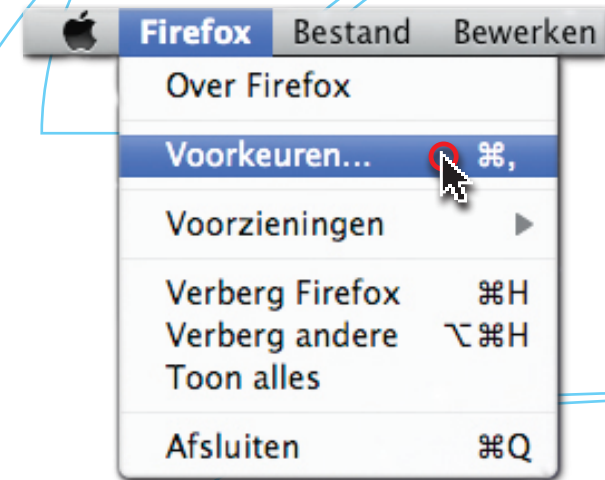 Firefox Bestand Bewerken
Over Firefox
Voorkeuren... ⌘,
Voorzieningen ▶
Verberg Firefox ⌘H
Verberg andere ⌥⌘H
Toon alles
Afsluiten ⌘Q